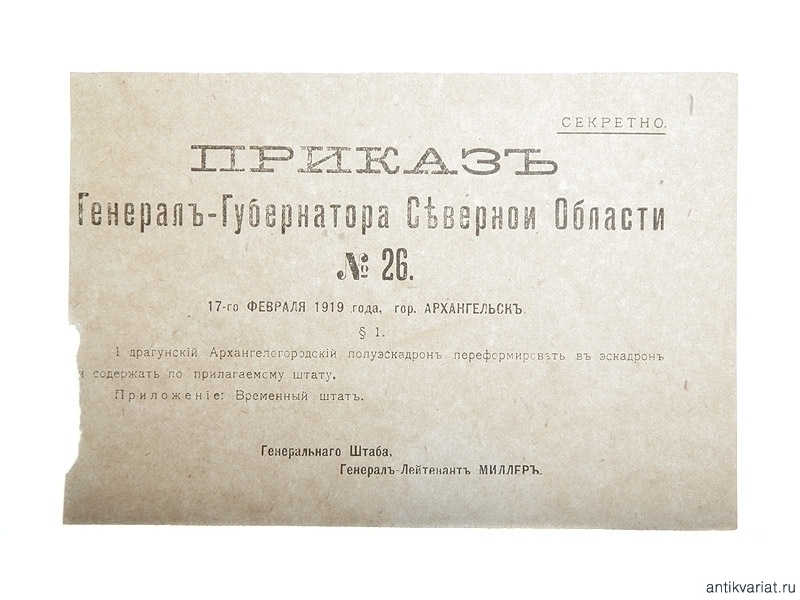 СЕКРЕТНО.
ПРИКАЗЪ
Генералъ-Губернатора Сѣверной Области
№ 26.
17-го ФЕВРАЛЯ 1919 года, гор. АРХАНГЕЛЬСКЪ.
§ 1.
1 драгунскій Архангелогородскій полуэскадронъ переформировать въ эскадронъ
и содержать по прилагаемому штату.
Приложеніе: Временный штатъ.
Генеральнаго Штаба,
Генералъ-Лейтенантъ МИЛЛЕРЪ.
antikvariat.ru